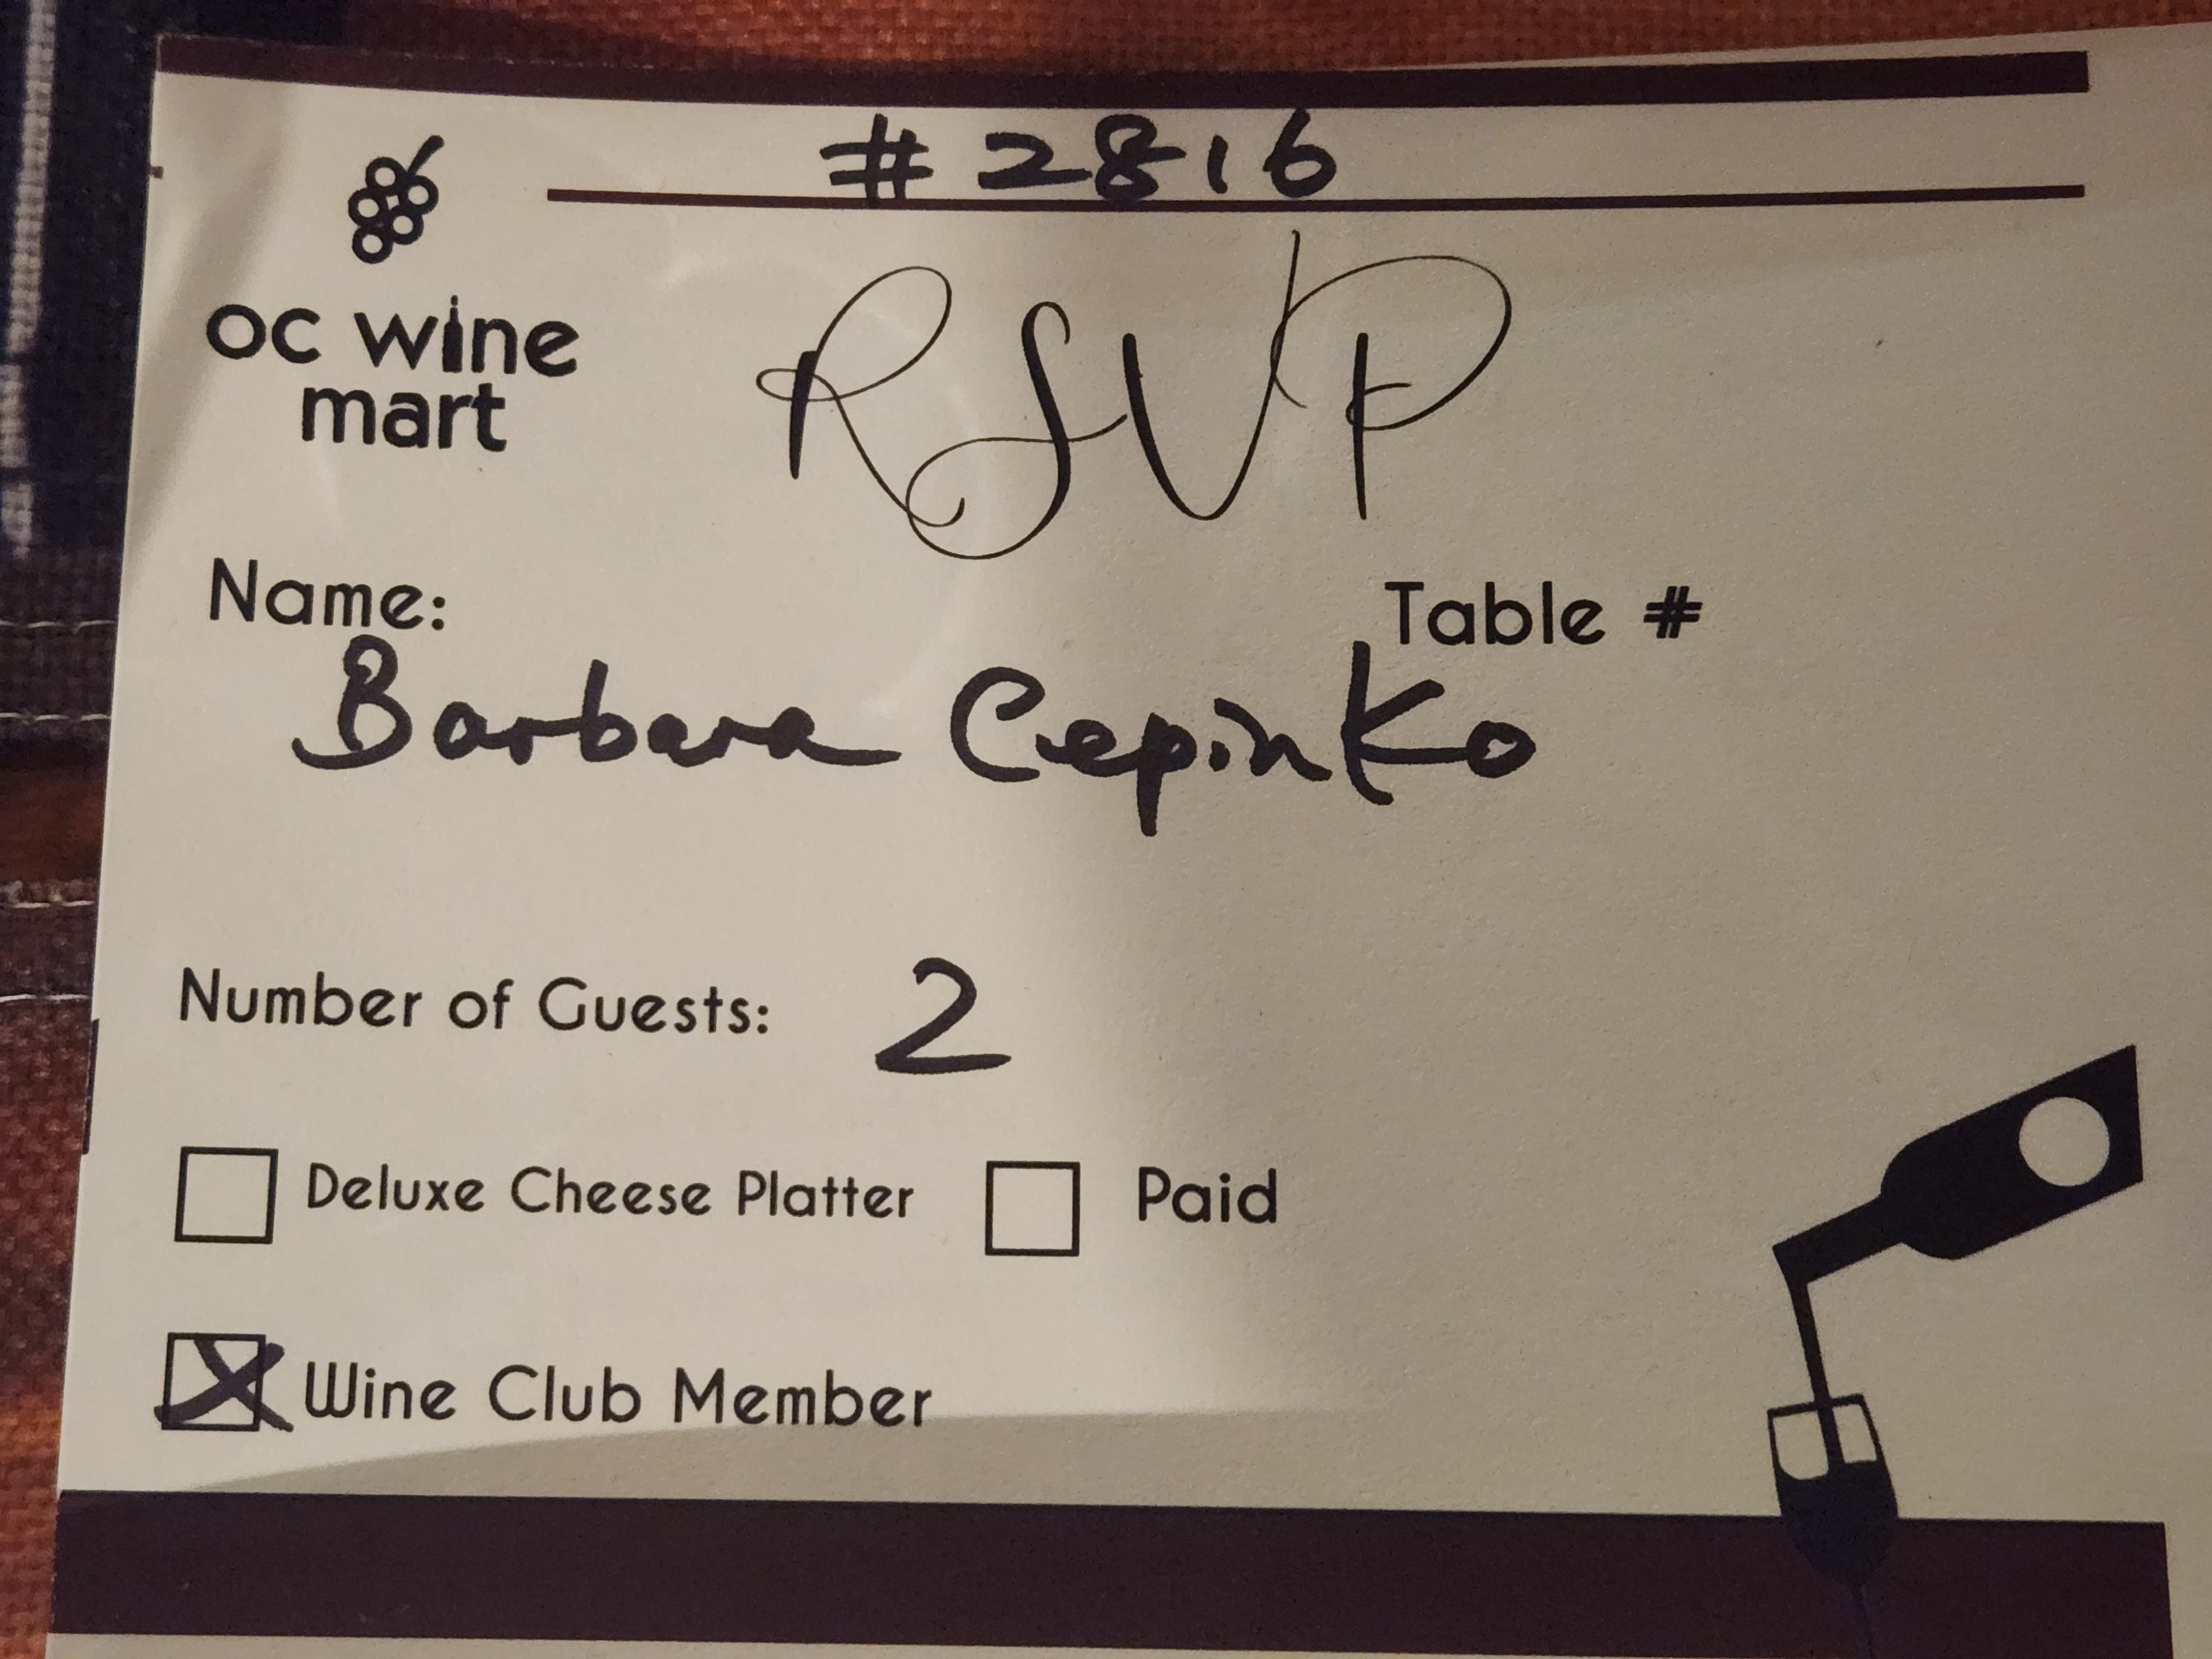 #2816
oc wine
mart
RSVP
Name:
Table #
Barbara Cepinko
Number of Guests: 2
Deluxe Cheese Platter
Paid
X Wine Club Member